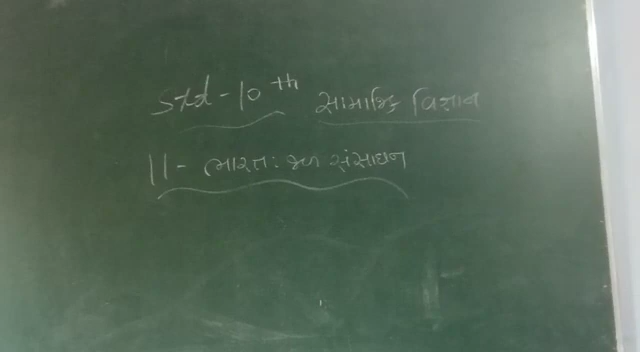 std - 10th સામાજિક વિજ્ઞાન
11 - ભારત : જળ સંસાધન